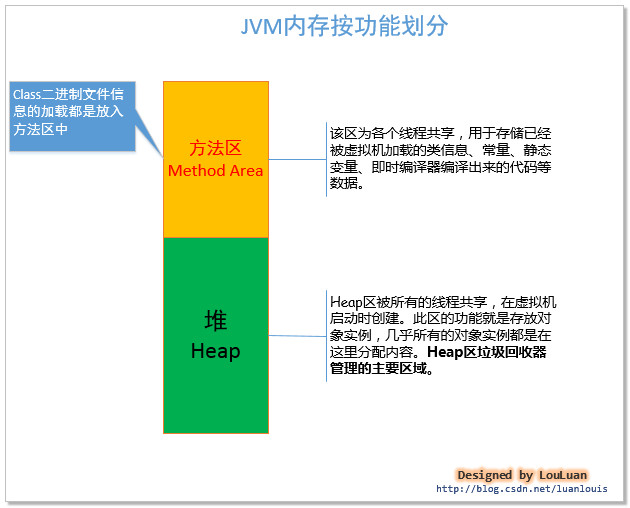 JVM内存按功能划分
Class二进制文件信
息的加载都是放入
方法区中
方法区
Method Area
该区为各个线程共享，用于存储已经
被虚拟机加载的类信息、常量、静态
变量、即时编译器编译出来的代码等
数据。
堆
Heap
Heap区被所有的线程共享，在虚拟机
启动时创建。此区的功能就是存放对
象实例，几乎所有的对象实例都是在
这里分配内容。Heap区垃圾回收器
管理的主要区域。
Designed by LouLuan
http://blog.csdn.net/luanlouis